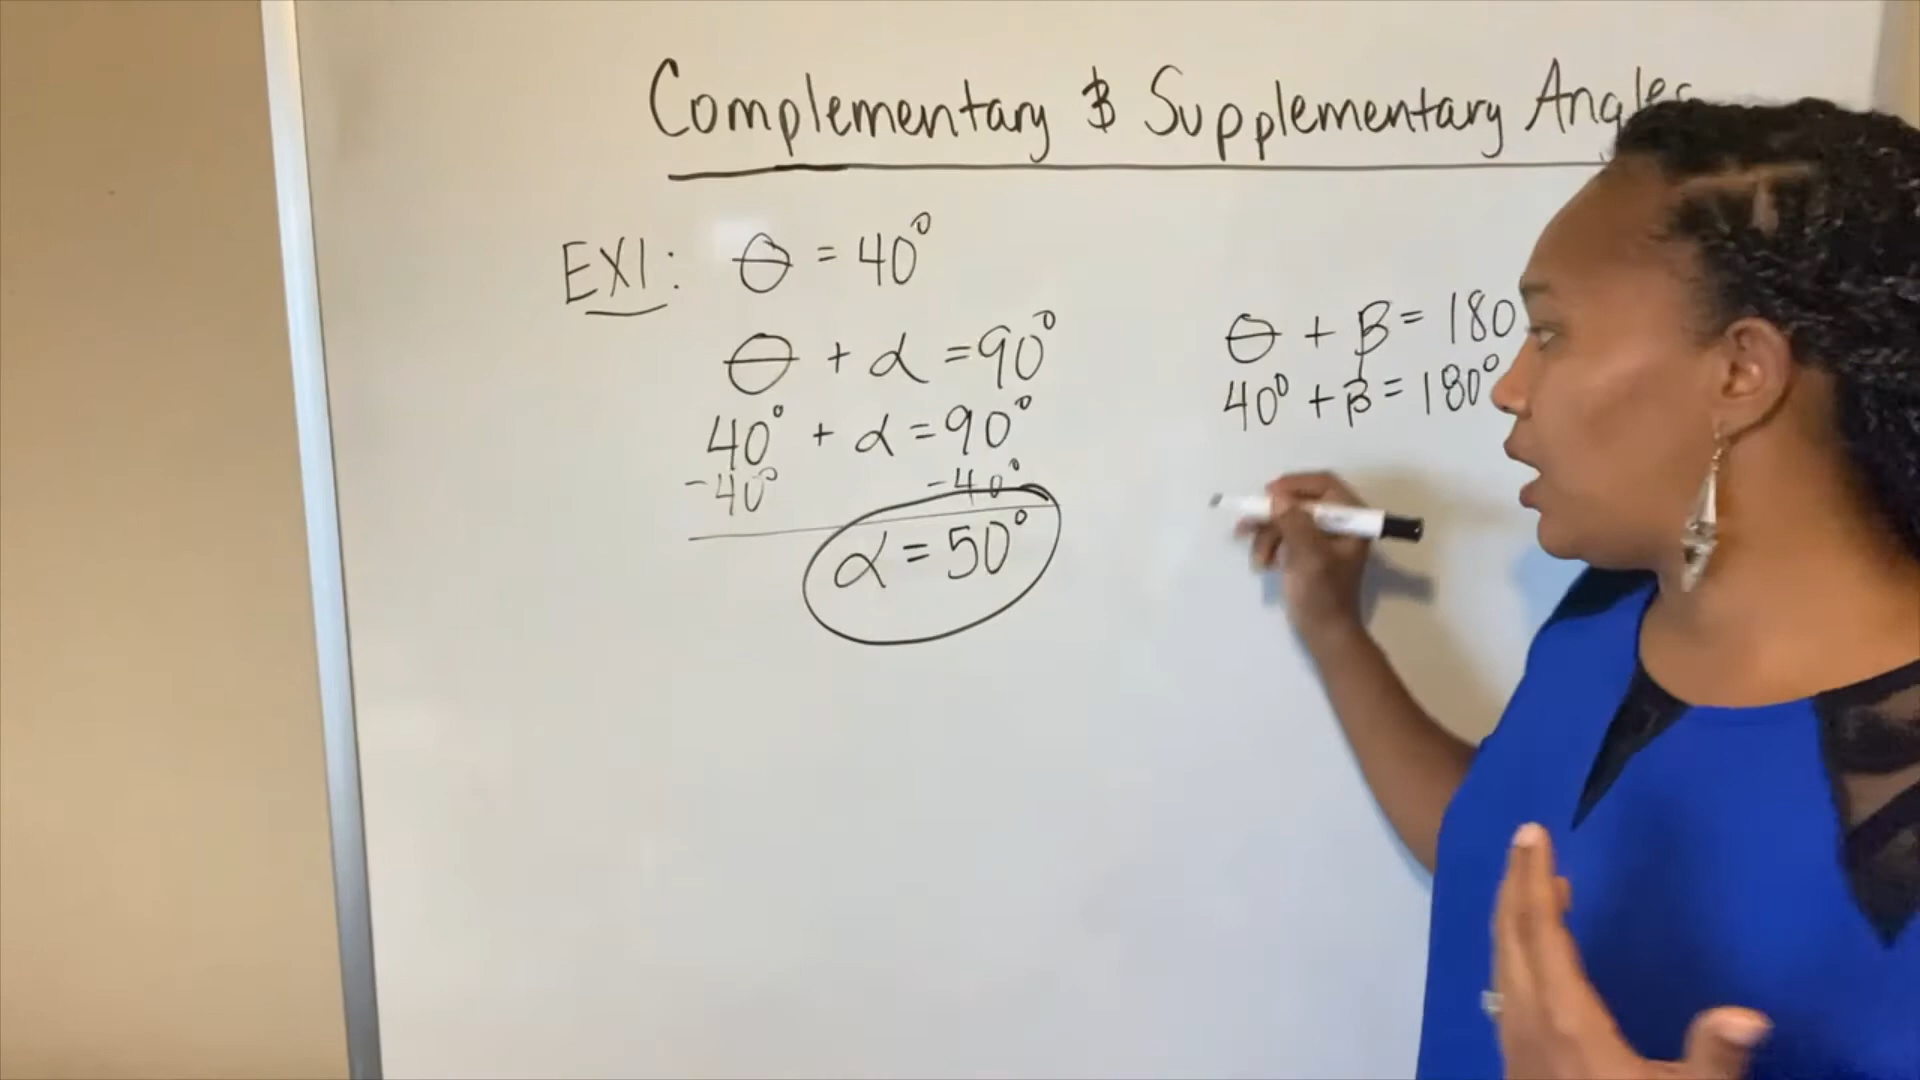 Complementary & Supplementary Angles
EX1: θ = 40°
θ + α = 90°
40° + α = 90°
-40° -40°
α = 50°
θ + β = 180
40° + β = 180°